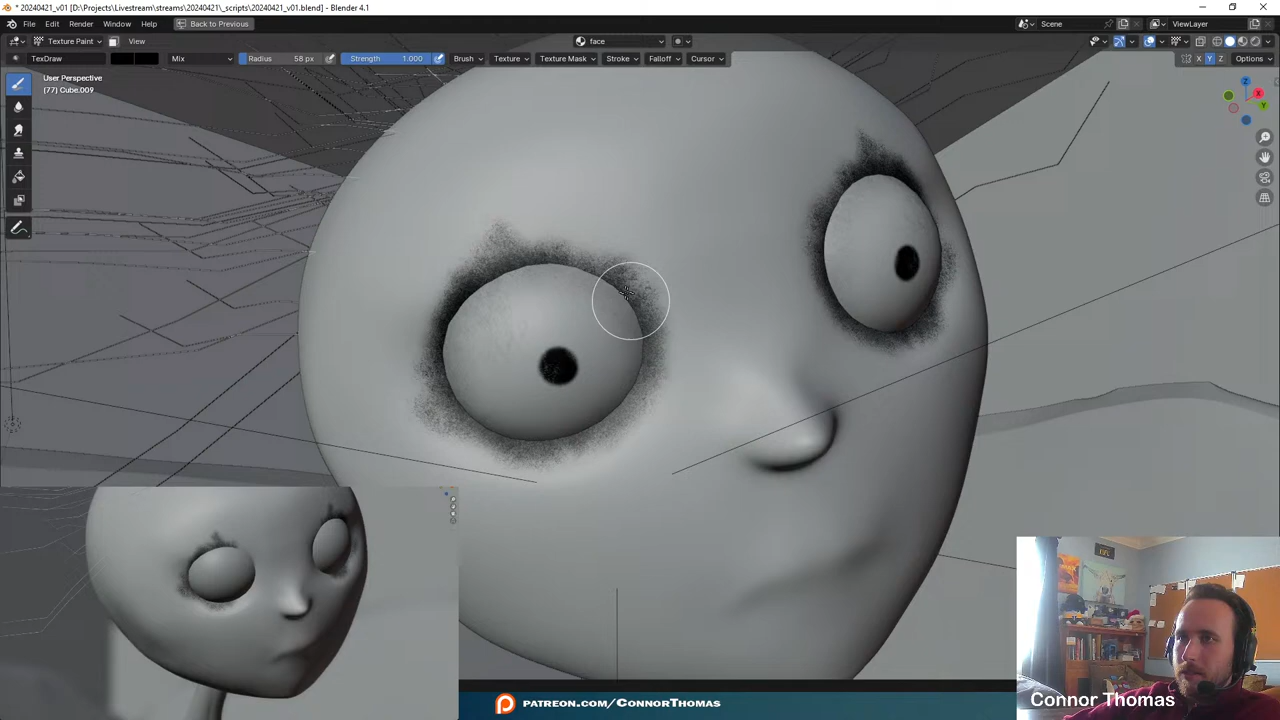 * 20240421_v01 [D:\Projects\Livestream\streams\20240421\_scripts\20240421_v01.blend] - Blender 4.1
File Edit Render Window Help Back to Previous Scene ViewLayer
Texture Paint View face
TexDraw Mix Radius 58 px Strength 1.000 Brush Texture Texture Mask Stroke Falloff Cursor X Y Z Options
User Perspective
(77) Cube.009
Z
X
Y
Connor Thomas
PATREON.COM/CONNORTHOMAS